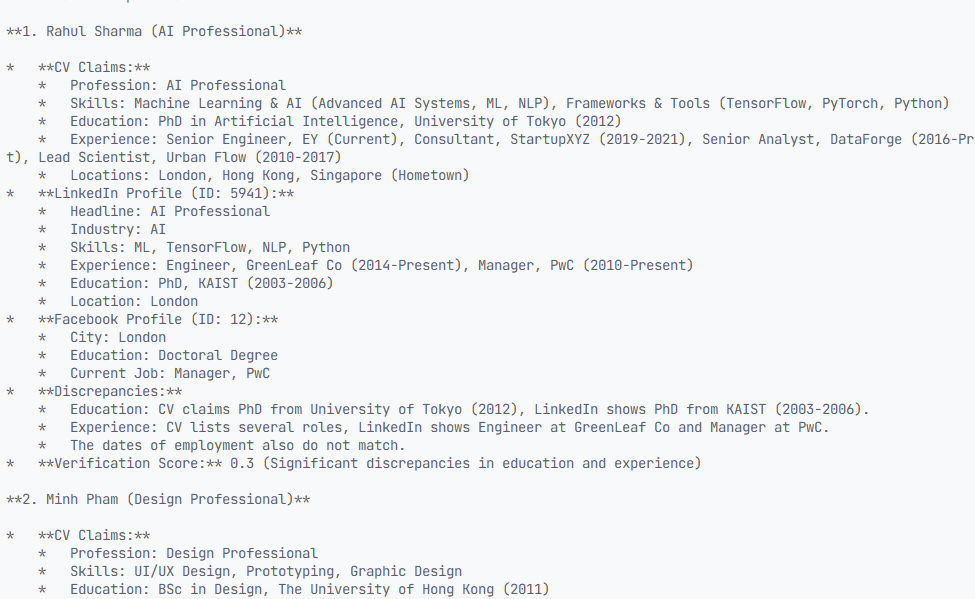 **1. Rahul Sharma (AI Professional)**
*   **CV Claims:**
    *   Profession: AI Professional
    *   Skills: Machine Learning & AI (Advanced AI Systems, ML, NLP), Frameworks & Tools (TensorFlow, PyTorch, Python)
    *   Education: PhD in Artificial Intelligence, University of Tokyo (2012)
    *   Experience: Senior Engineer, EY (Current), Consultant, StartupXYZ (2019-2021), Senior Analyst, DataForge (2016-Pr
t), Lead Scientist, Urban Flow (2010-2017)
    *   Locations: London, Hong Kong, Singapore (Hometown)
*   **LinkedIn Profile (ID: 5941):**
    *   Headline: AI Professional
    *   Industry: AI
    *   Skills: ML, TensorFlow, NLP, Python
    *   Experience: Engineer, GreenLeaf Co (2014-Present), Manager, PwC (2010-Present)
    *   Education: PhD, KAIST (2003-2006)
    *   Location: London
*   **Facebook Profile (ID: 12):**
    *   City: London
    *   Education: Doctoral Degree
    *   Current Job: Manager, PwC
*   **Discrepancies:**
    *   Education: CV claims PhD from University of Tokyo (2012), LinkedIn shows PhD from KAIST (2003-2006).
    *   Experience: CV lists several roles, LinkedIn shows Engineer at GreenLeaf Co and Manager at PwC.
    *   The dates of employment also do not match.
*   **Verification Score:** 0.3 (Significant discrepancies in education and experience)
**2. Minh Pham (Design Professional)**
*   **CV Claims:**
    *   Profession: Design Professional
    *   Skills: UI/UX Design, Prototyping, Graphic Design
    *   Education: BSc in Design, The University of Hong Kong (2011)